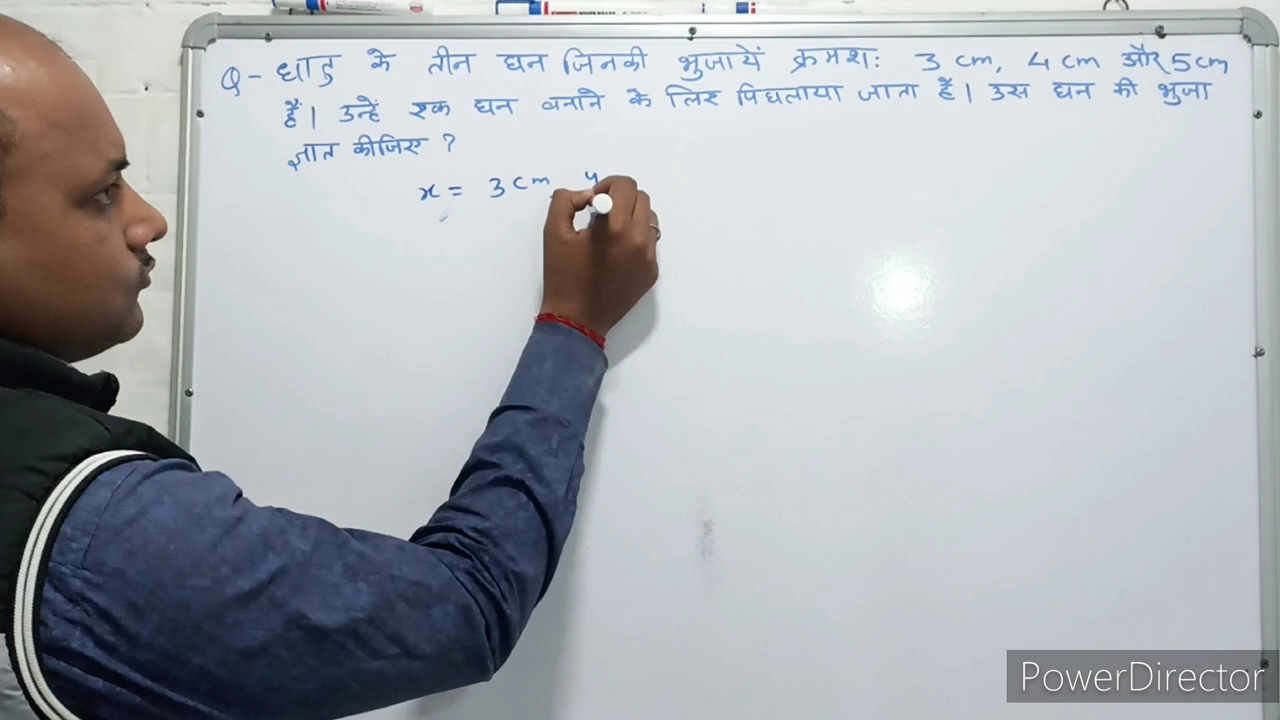 Q - धातु के तीन घन जिनकी भुजायें क्रमशः 3 cm, 4 cm और 5 cm
हैं। उन्हें एक घन बनाने के लिए पिघलाया जाता है। उस घन की भुजा
ज्ञात कीजिए ?
x = 3 cm, y
PowerDirector